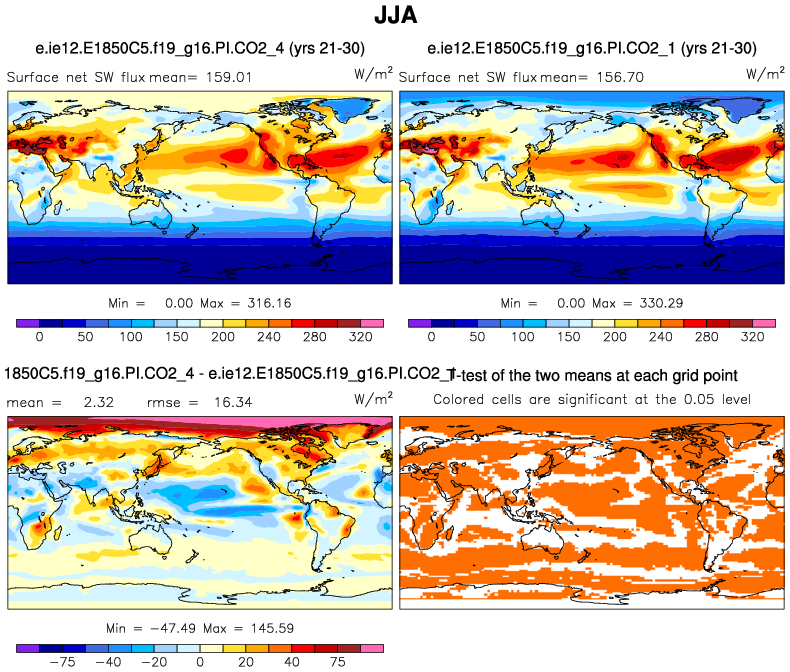 JJA
e.ie12.E1850C5.f19_g16.PI.CO2_4 (yrs 21-30)
Surface net SW flux mean= 159.01 W/m²
Min = 0.00 Max = 316.16
0 50 100 150 200 240 280 320
e.ie12.E1850C5.f19_g16.PI.CO2_1 (yrs 21-30)
Surface net SW flux mean= 156.70 W/m²
Min = 0.00 Max = 330.29
0 50 100 150 200 240 280 320
1850C5.f19_g16.PI.CO2_4 - e.ie12.E1850C5.f19_g16.PI.CO2_1
mean = 2.32 rmse = 16.34 W/m²
Min = -47.49 Max = 145.59
-75 -40 -20 0 20 40 75
T-test of the two means at each grid point
Colored cells are significant at the 0.05 level